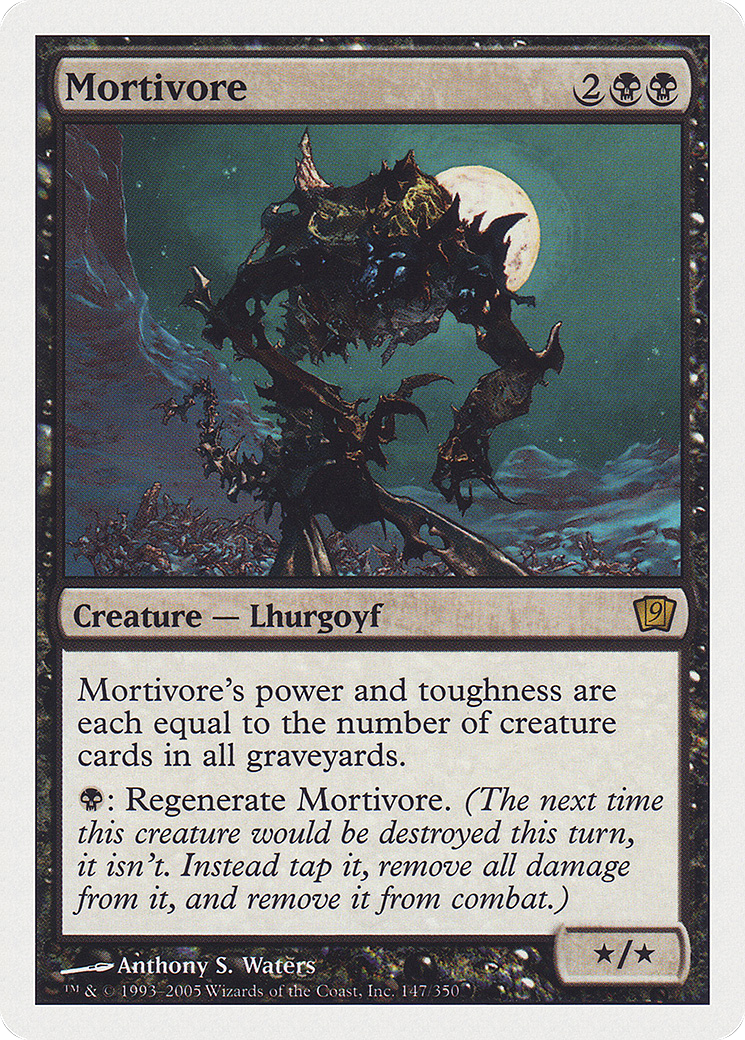 Mortivore 2
Creature — Lhurgoyf 9
Mortivore's power and toughness are
each equal to the number of creature
cards in all graveyards.
: Regenerate Mortivore. (The next time
this creature would be destroyed this turn,
it isn't. Instead tap it, remove all damage
from it, and remove it from combat.)
★/★
Anthony S. Waters
™ & © 1993–2005 Wizards of the Coast, Inc. 147/350